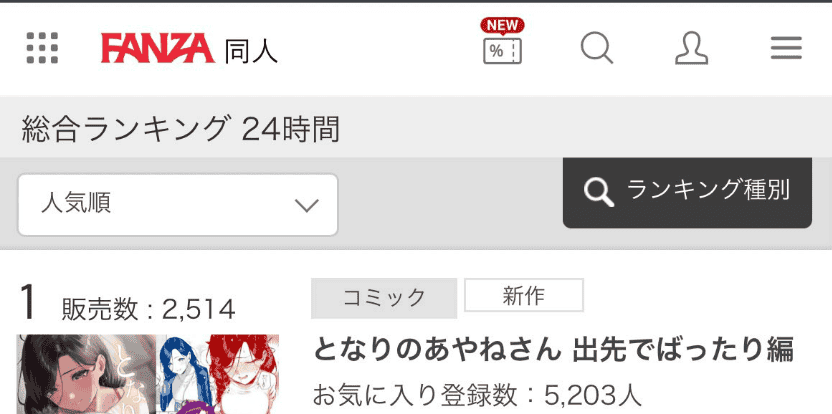 FANZA 同人
NEW
%
総合ランキング 24時間
人気順
ランキング種別
1 販売数 : 2,514
コミック
新作
となりのあやねさん 出先でばったり編
お気に入り登録数：5,203人